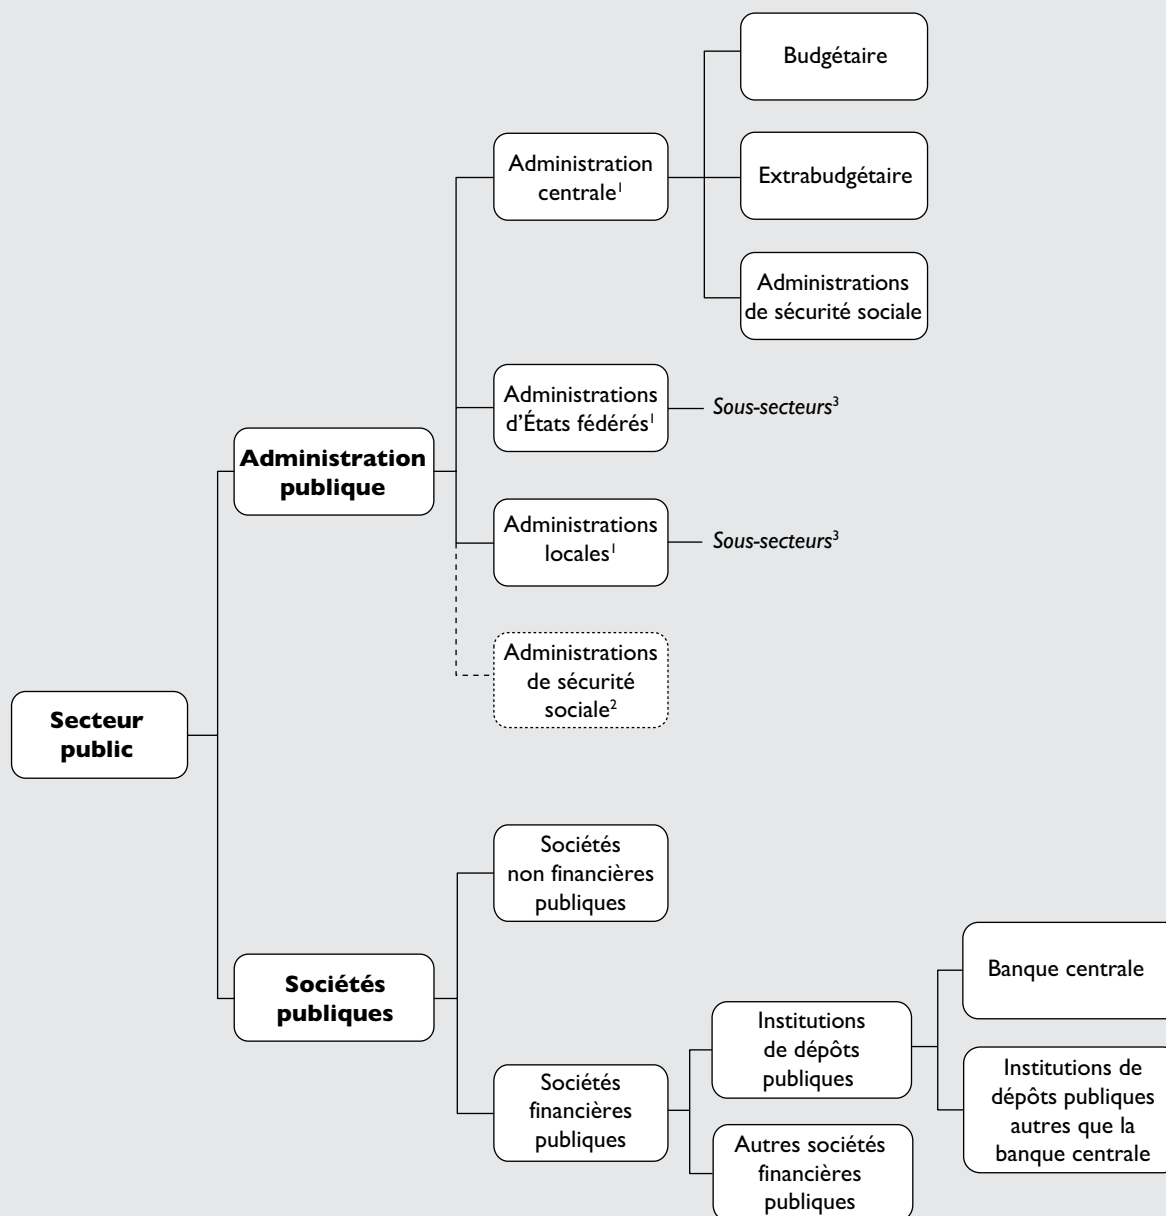 Budgétaire
Administration
centrale¹
Extrabudgétaire
Administrations
de sécurité sociale
Administrations
d'États fédérés¹
Sous-secteurs³
Administration
publique
Administrations
locales¹
Sous-secteurs³
Administrations
de sécurité
sociale²
Secteur
public
Sociétés
non financières
publiques
Sociétés
publiques
Banque centrale
Institutions
de dépôts
publiques
Institutions de
dépôts publiques
autres que la
banque centrale
Sociétés
financières
publiques
Autres sociétés
financières
publiques